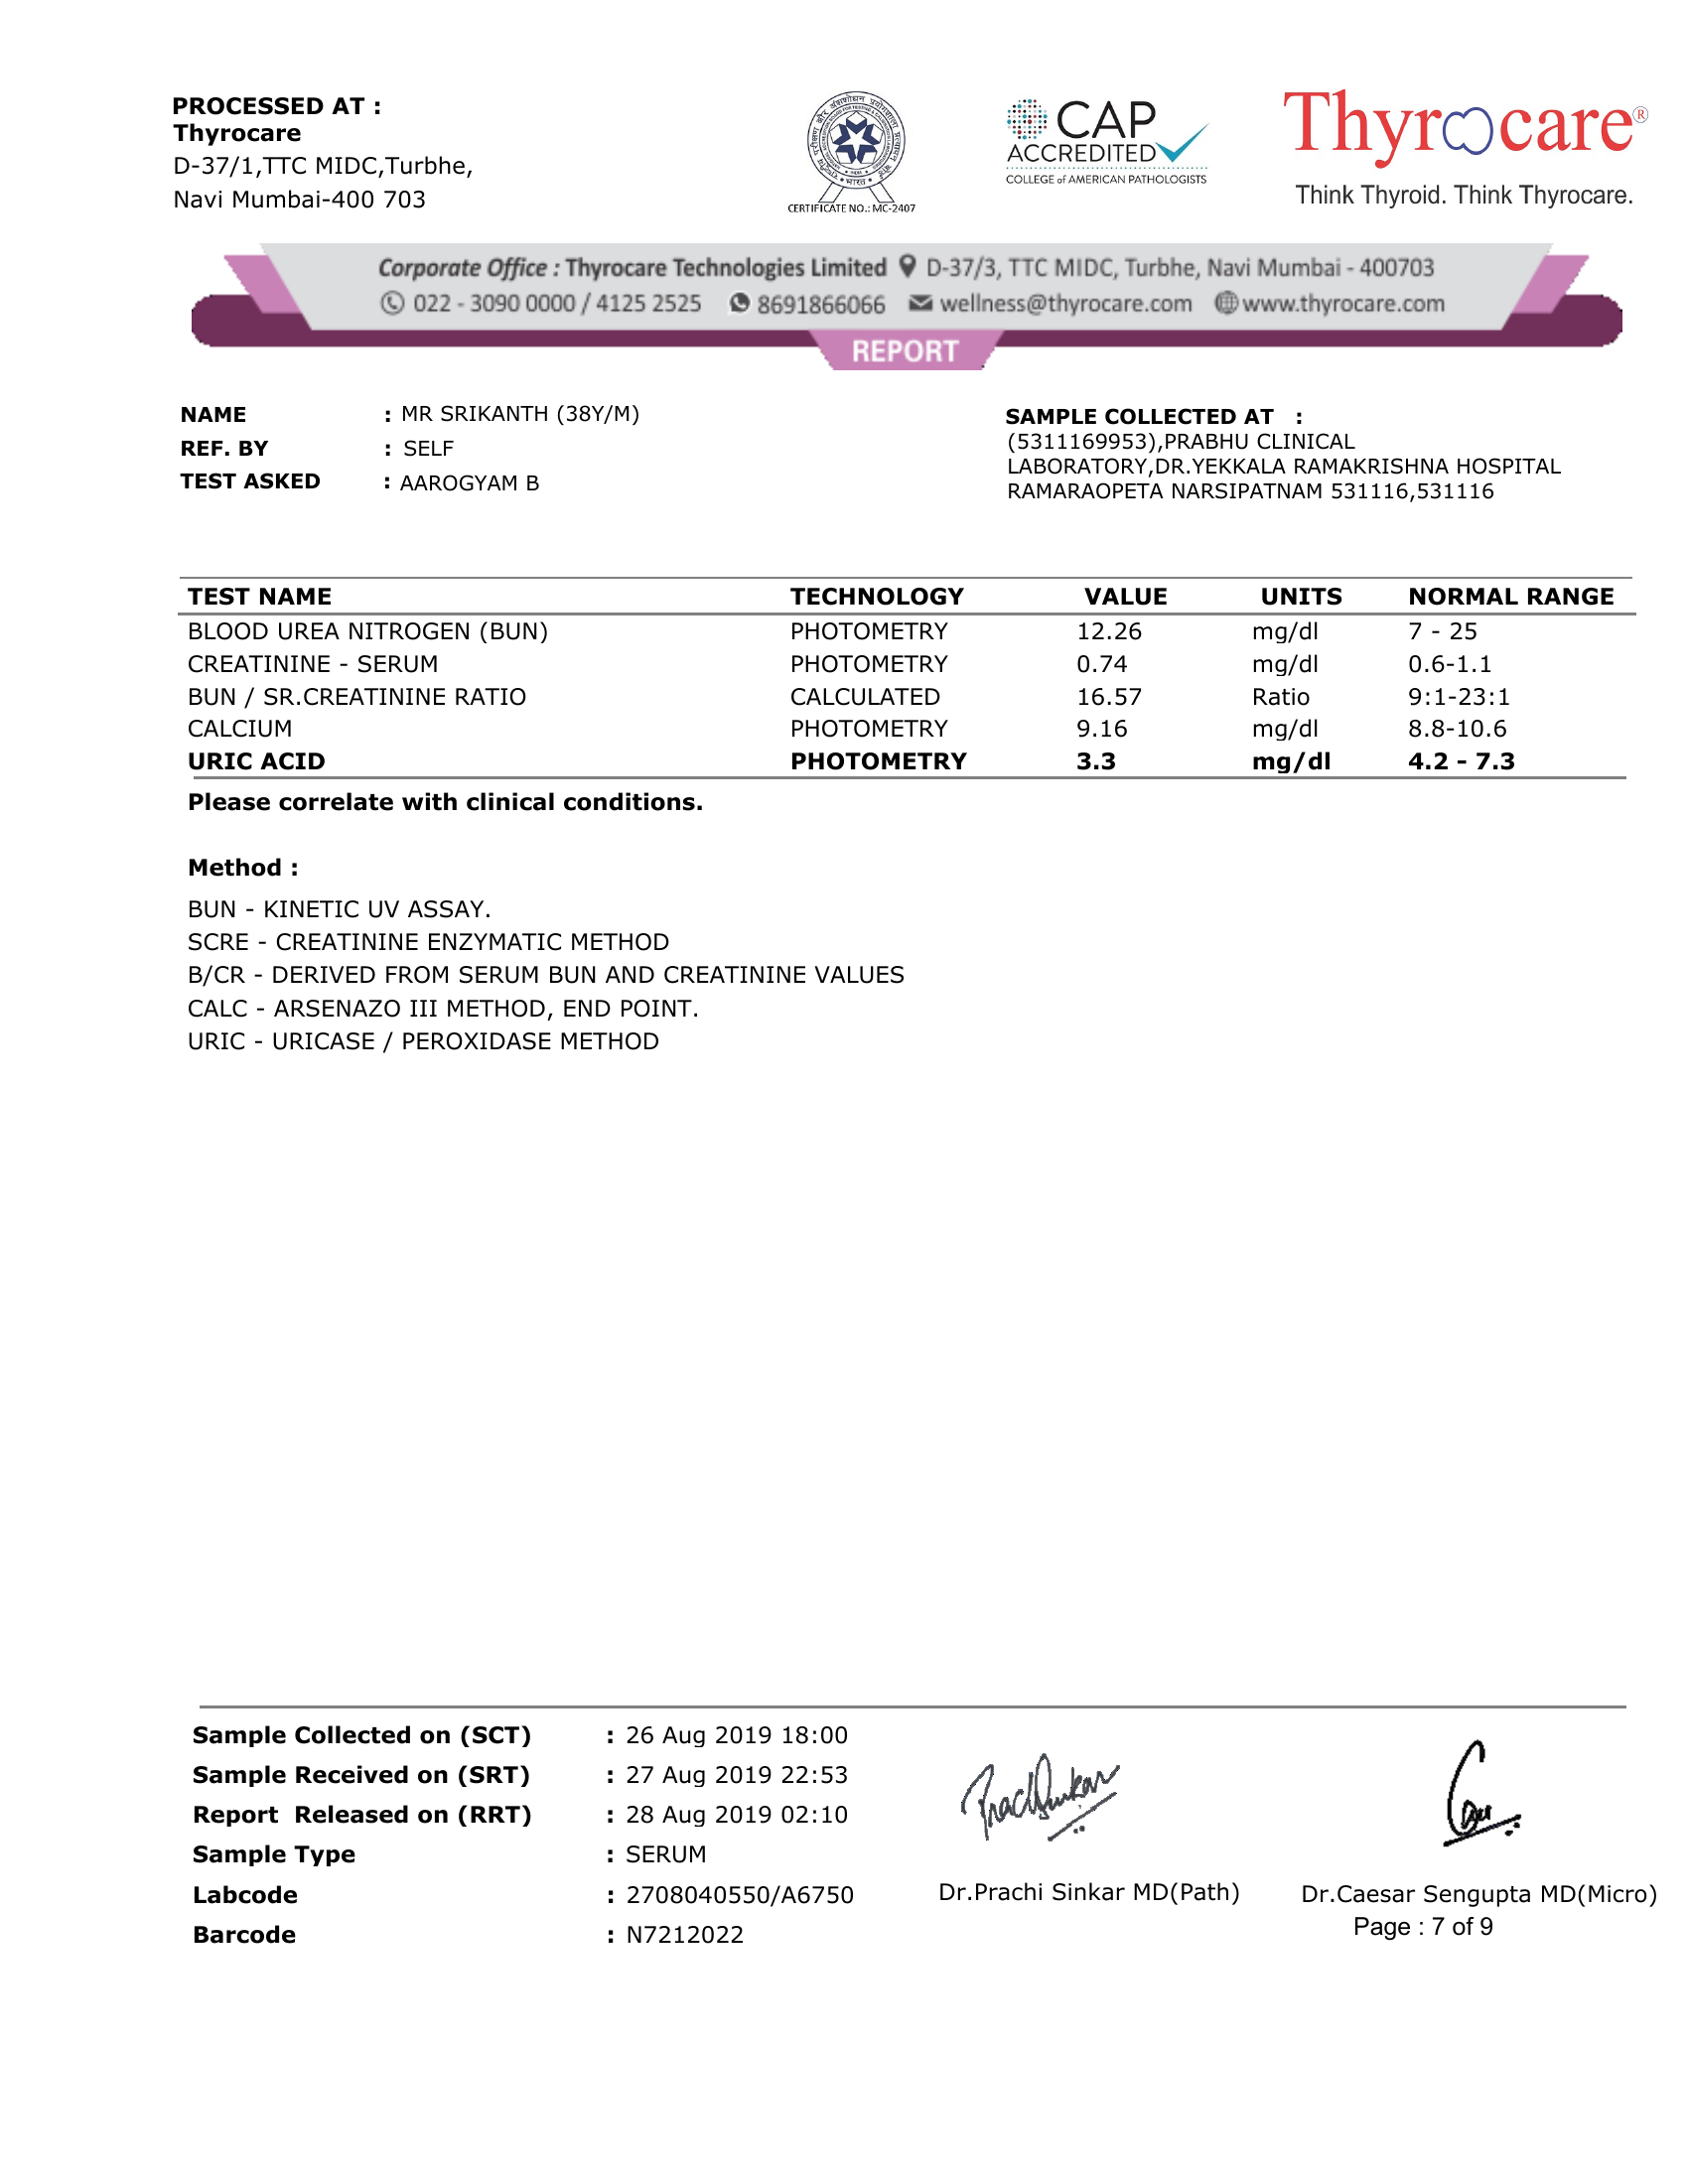 PROCESSED AT :
Thyrocare
D-37/1,TTC MIDC,Turbhe,
Navi Mumbai-400 703
CERTIFICATE NO.: MC-2407
CAP
ACCREDITED
COLLEGE of AMERICAN PATHOLOGISTS
Thyrocare®
Think Thyroid. Think Thyrocare.
Corporate Office : Thyrocare Technologies Limited D-37/3, TTC MIDC, Turbhe, Navi Mumbai - 400703
022 - 3090 0000 / 4125 2525 8691866066 wellness@thyrocare.com www.thyrocare.com
REPORT
NAME : MR SRIKANTH (38Y/M)
REF. BY : SELF
TEST ASKED : AAROGYAM B
SAMPLE COLLECTED AT :
(5311169953),PRABHU CLINICAL
LABORATORY,DR.YEKKALA RAMAKRISHNA HOSPITAL
RAMARAOPETA NARSIPATNAM 531116,531116
TEST NAME TECHNOLOGY VALUE UNITS NORMAL RANGE
BLOOD UREA NITROGEN (BUN) PHOTOMETRY 12.26 mg/dl 7 - 25
CREATININE - SERUM PHOTOMETRY 0.74 mg/dl 0.6-1.1
BUN / SR.CREATININE RATIO CALCULATED 16.57 Ratio 9:1-23:1
CALCIUM PHOTOMETRY 9.16 mg/dl 8.8-10.6
URIC ACID PHOTOMETRY 3.3 mg/dl 4.2 - 7.3
Please correlate with clinical conditions.
Method :
BUN - KINETIC UV ASSAY.
SCRE - CREATININE ENZYMATIC METHOD
B/CR - DERIVED FROM SERUM BUN AND CREATININE VALUES
CALC - ARSENAZO III METHOD, END POINT.
URIC - URICASE / PEROXIDASE METHOD
Sample Collected on (SCT) : 26 Aug 2019 18:00
Sample Received on (SRT) : 27 Aug 2019 22:53
Report Released on (RRT) : 28 Aug 2019 02:10
Sample Type : SERUM
Labcode : 2708040550/A6750
Barcode : N7212022
Dr.Prachi Sinkar MD(Path)
Dr.Caesar Sengupta MD(Micro)
Page : 7 of 9